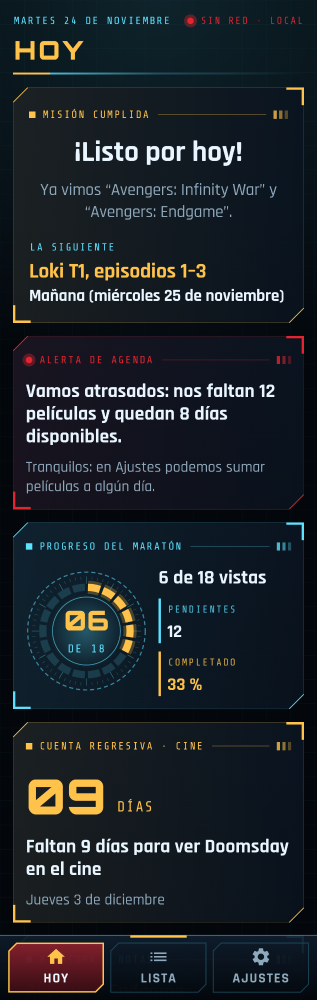 MARTES 24 DE NOVIEMBRE
SIN RED · LOCAL
HOY
MISIÓN CUMPLIDA
¡Listo por hoy!
Ya vimos “Avengers: Infinity War” y
“Avengers: Endgame”.
LA SIGUIENTE
Loki T1, episodios 1–3
Mañana (miércoles 25 de noviembre)
ALERTA DE AGENDA
Vamos atrasados: nos faltan 12
películas y quedan 8 días
disponibles.
Tranquilos: en Ajustes podemos sumar
películas a algún día.
PROGRESO DEL MARATÓN
06
DE 18
6 de 18 vistas
PENDIENTES
12
COMPLETADO
33 %
CUENTA REGRESIVA · CINE
09 DÍAS
Faltan 9 días para ver Doomsday
en el cine
Jueves 3 de diciembre
HOY
LISTA
AJUSTES